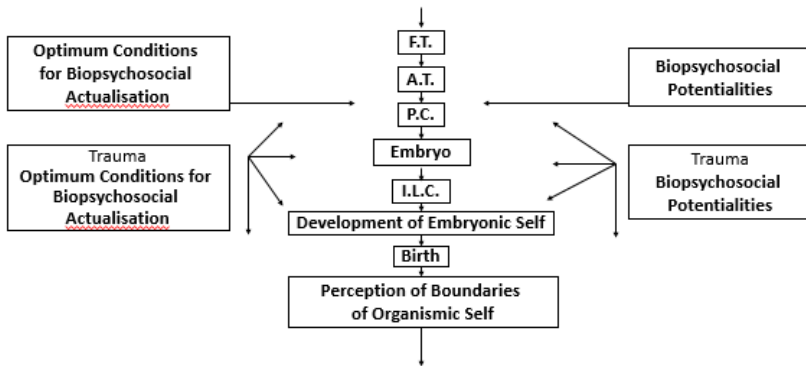 F.T.
Optimum Conditions
for Biopsychosocial
Actualisation
A.T.
Biopsychosocial
Potentialities
P.C.
Embryo
Trauma
Optimum Conditions for
Biopsychosocial
Actualisation
Trauma
Biopsychosocial
Potentialities
I.L.C.
Development of Embryonic Self
Birth
Perception of Boundaries
of Organismic Self